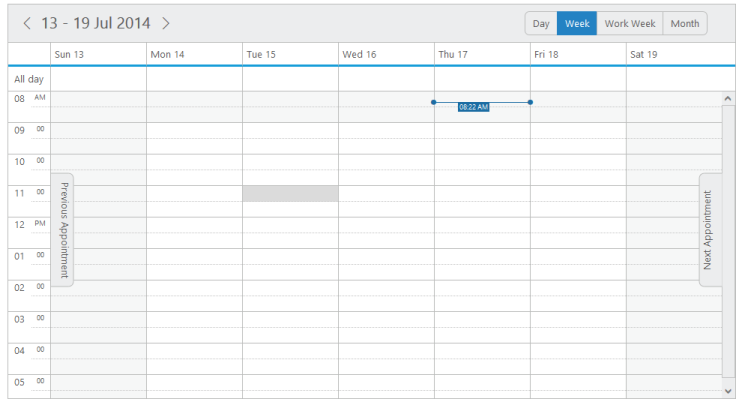 13 - 19 Jul 2014
Day Week Work Week Month
Sun 13 Mon 14 Tue 15 Wed 16 Thu 17 Fri 18 Sat 19
All day
08 AM
08:22 AM
09 00
10 00
11 00
12 PM
01 00
02 00
03 00
04 00
05 00
Previous Appointment
Next Appointment